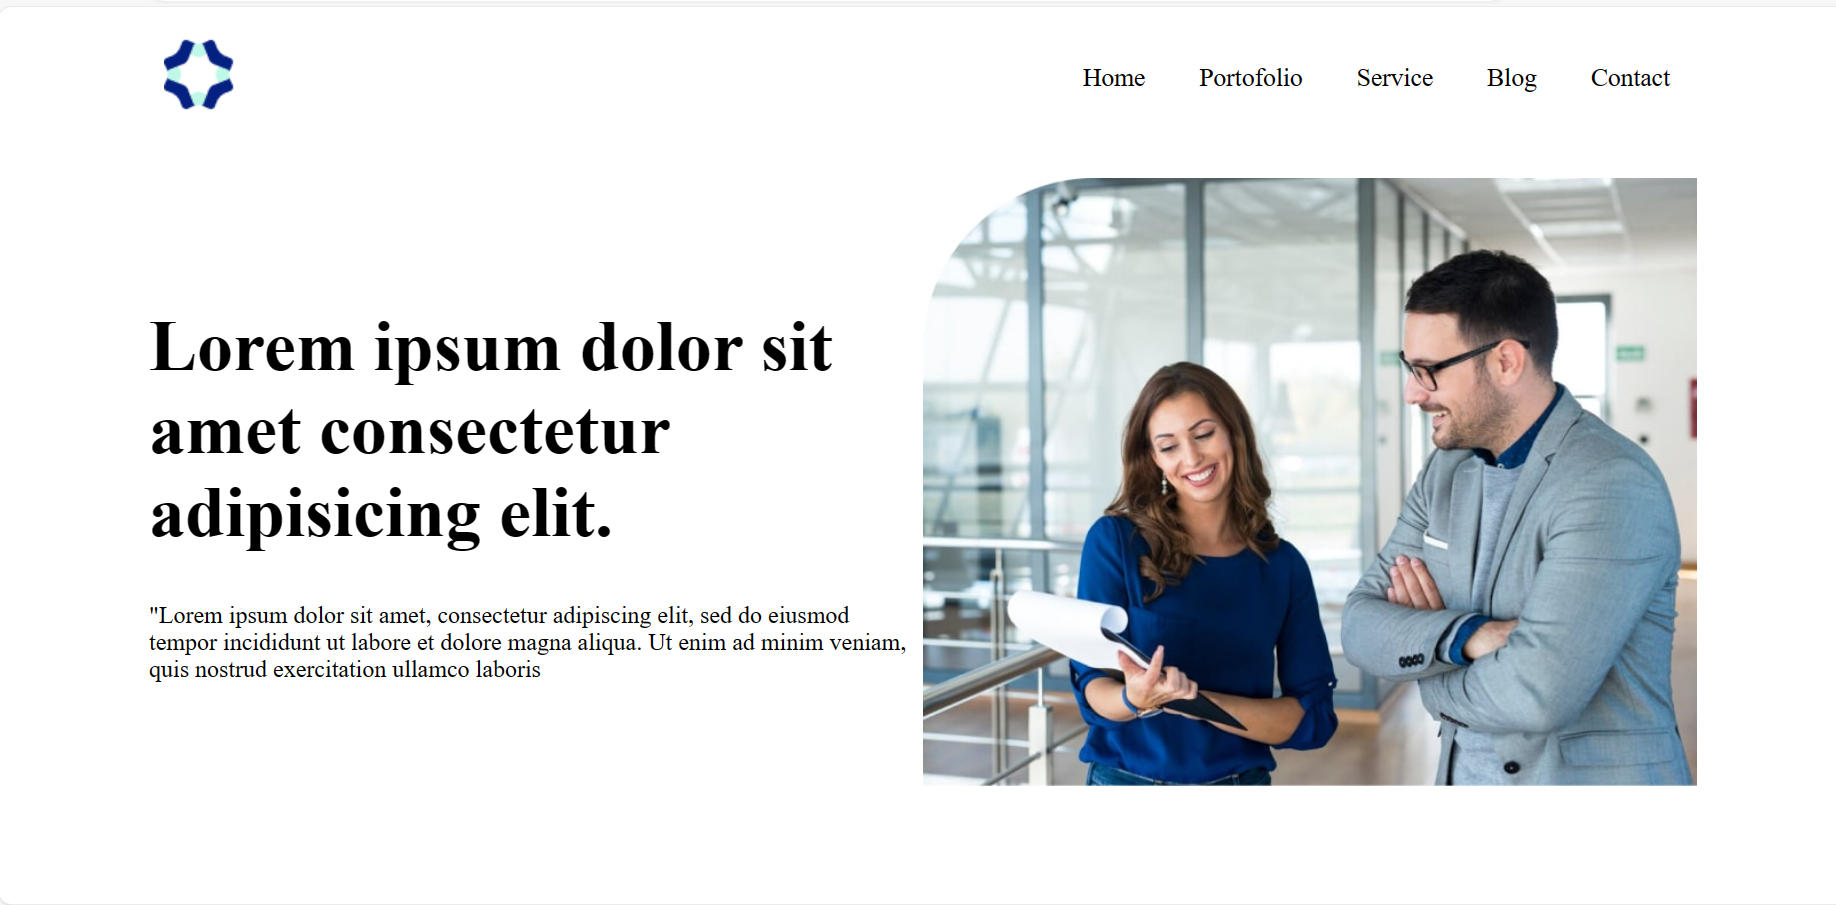 Home Portofolio Service Blog Contact
Lorem ipsum dolor sit
amet consectetur
adipisicing elit.
"Lorem ipsum dolor sit amet, consectetur adipiscing elit, sed do eiusmod
tempor incididunt ut labore et dolore magna aliqua. Ut enim ad minim veniam,
quis nostrud exercitation ullamco laboris